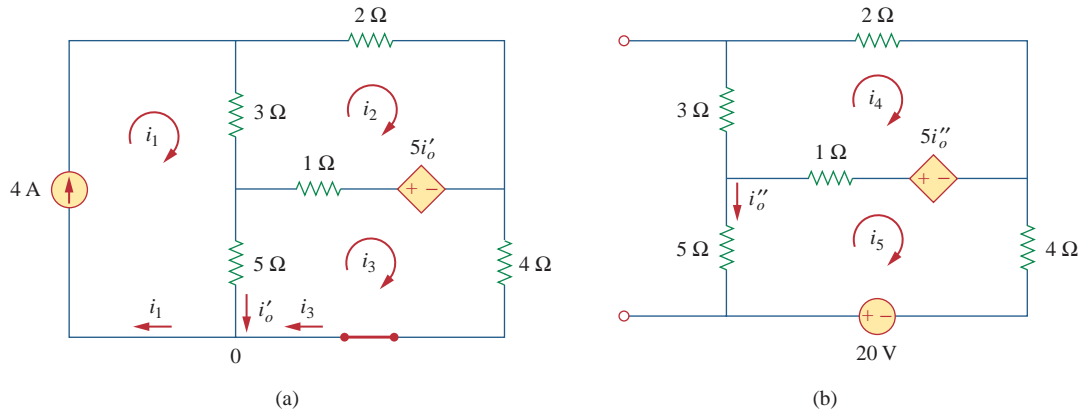 2 Ω
3 Ω
i₂
i₁
1 Ω
5i′ₒ
+ −
4 A
5 Ω
i₃
4 Ω
i₁
i′ₒ
i₃
0
(a)
2 Ω
3 Ω
i₄
1 Ω
5i″ₒ
+ −
i″ₒ
5 Ω
i₅
4 Ω
+ −
20 V
(b)